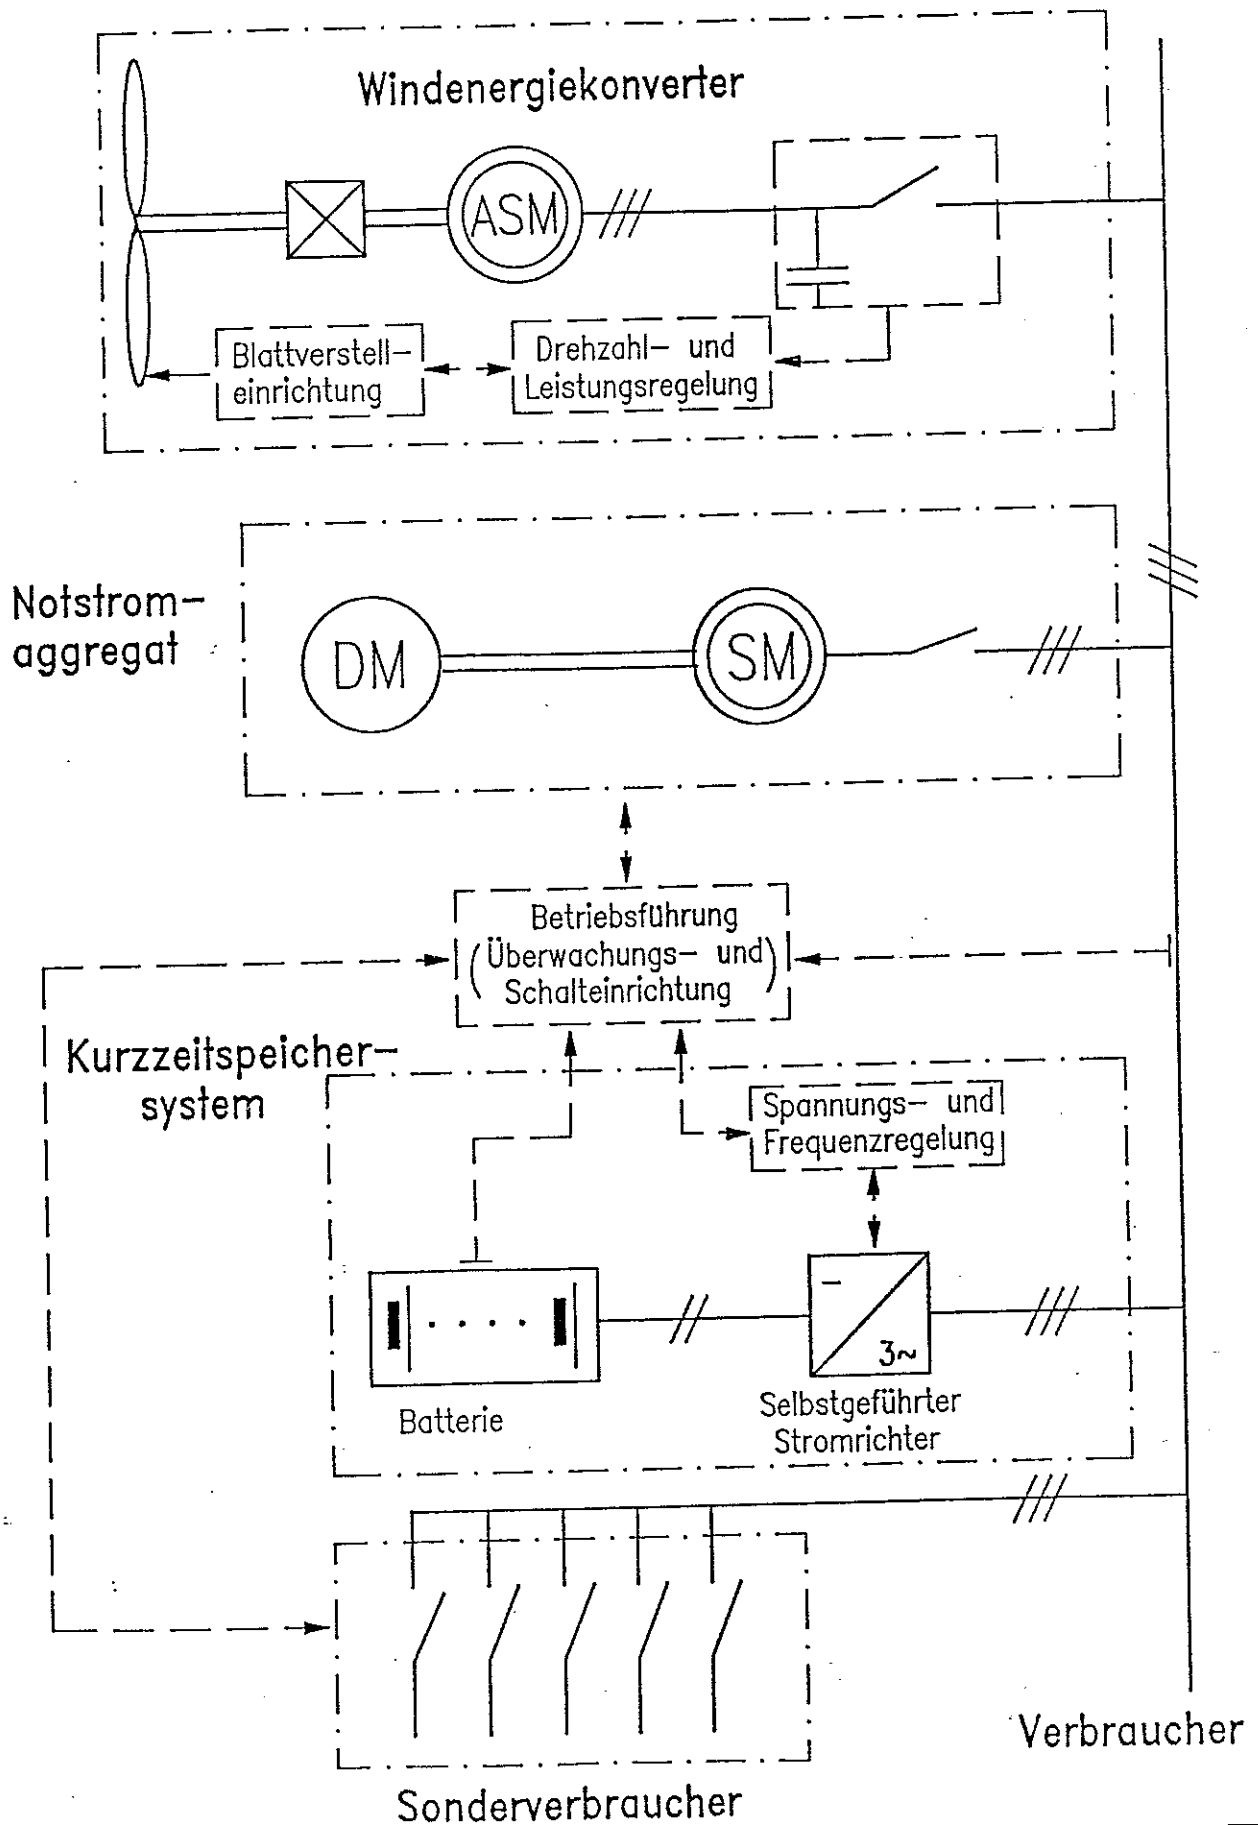 Windenergiekonverter
ASM
Blattverstell-
einrichtung
Drehzahl- und
Leistungsregelung
Notstrom-
aggregat
DM
SM
Betriebsführung
(Überwachungs- und)
Schalteinrichtung
Kurzzeitspeicher-
system
Spannungs- und
Frequenzregelung
-
3~
Batterie
Selbstgeführter
Stromrichter
Verbraucher
Sonderverbraucher